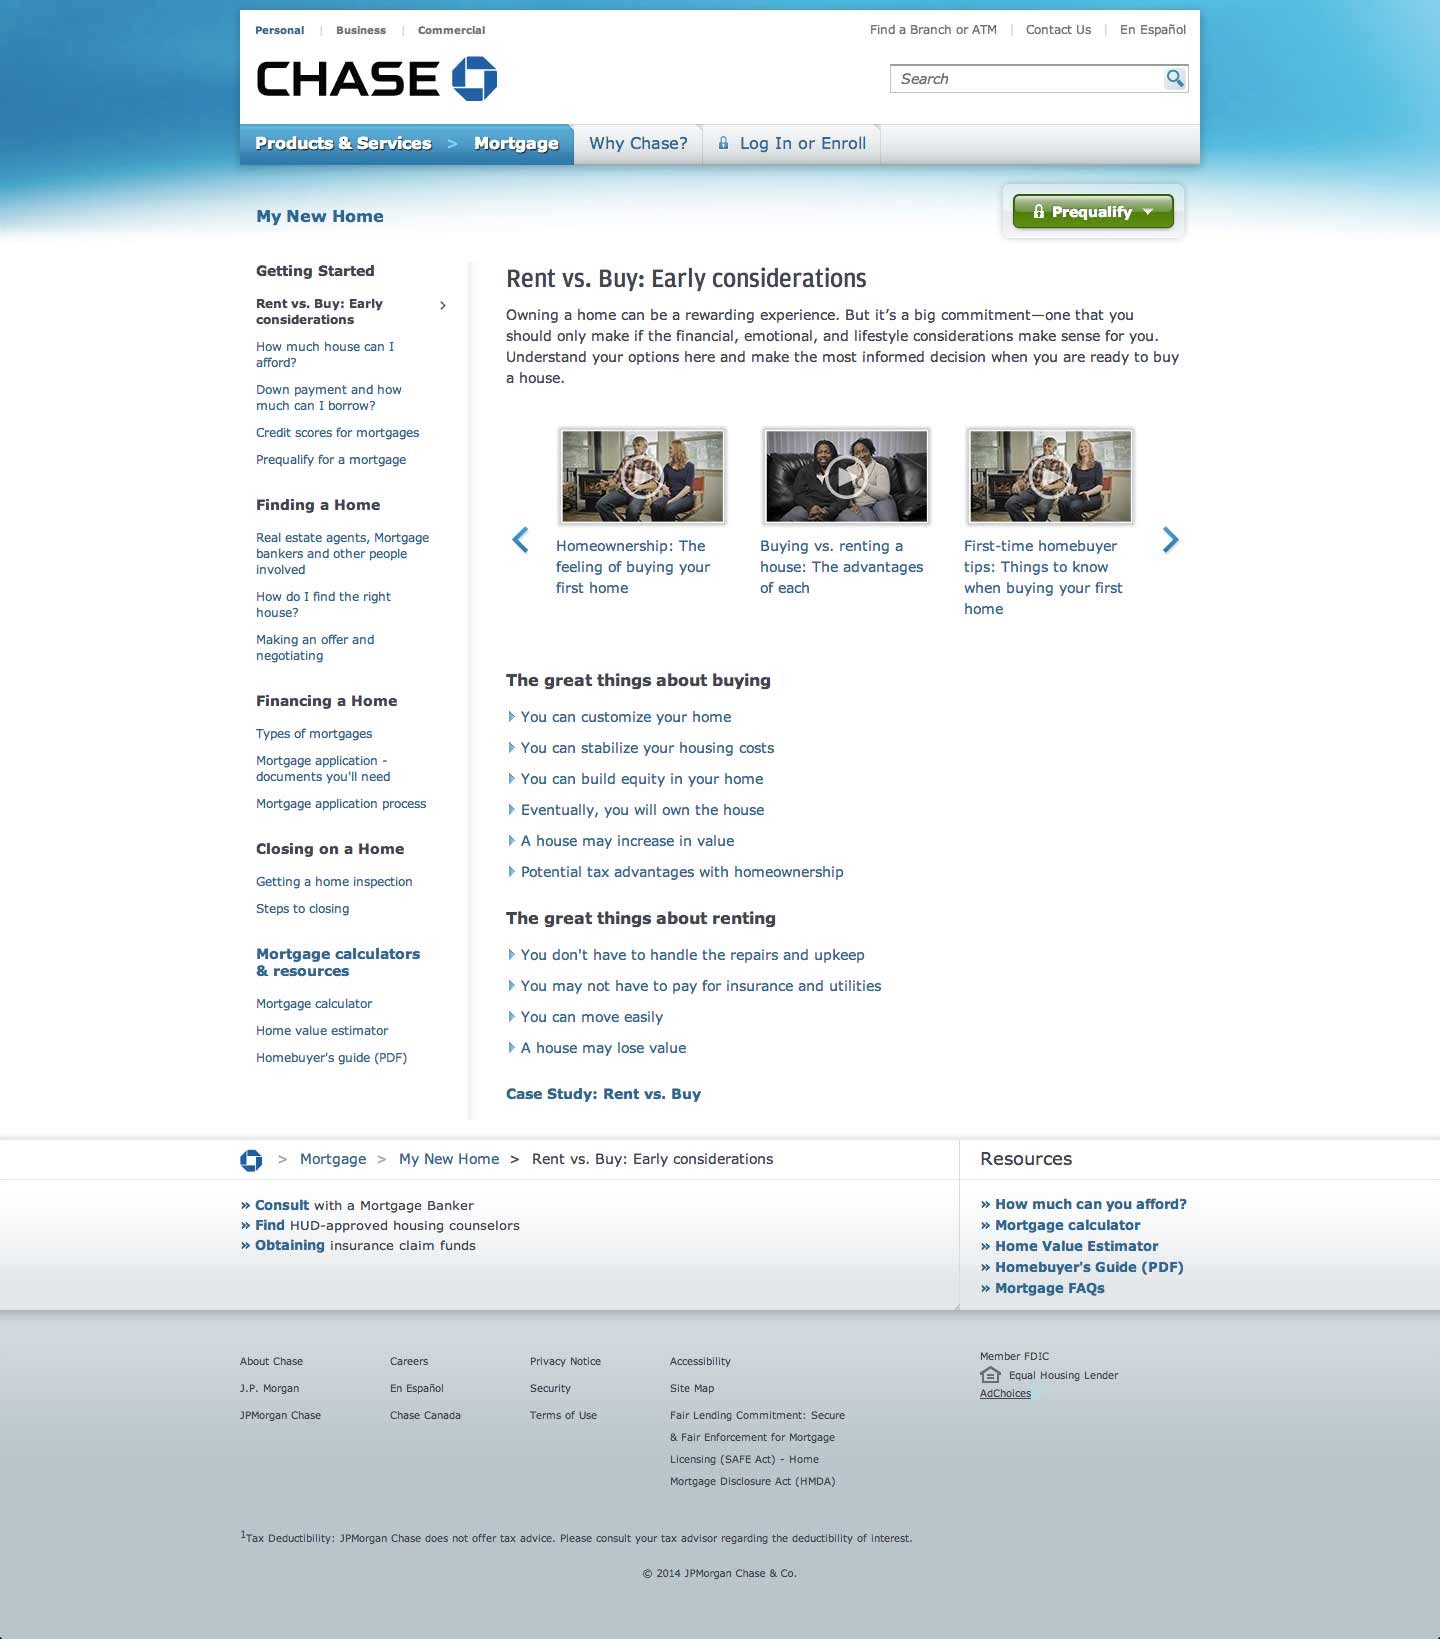 Personal | Business | Commercial
Find a Branch or ATM | Contact Us | En Español
CHASE
Search
Products & Services > Mortgage
Why Chase?
Log In or Enroll
My New Home
Prequalify
Getting Started
Rent vs. Buy: Early
considerations
How much house can I
afford?
Down payment and how
much can I borrow?
Credit scores for mortgages
Prequalify for a mortgage
Finding a Home
Real estate agents, Mortgage
bankers and other people
involved
How do I find the right
house?
Making an offer and
negotiating
Financing a Home
Types of mortgages
Mortgage application -
documents you'll need
Mortgage application process
Closing on a Home
Getting a home inspection
Steps to closing
Mortgage calculators
& resources
Mortgage calculator
Home value estimator
Homebuyer's guide (PDF)
Rent vs. Buy: Early considerations
Owning a home can be a rewarding experience. But it’s a big commitment—one that you
should only make if the financial, emotional, and lifestyle considerations make sense for you.
Understand your options here and make the most informed decision when you are ready to buy
a house.
Homeownership: The
feeling of buying your
first home
Buying vs. renting a
house: The advantages
of each
First-time homebuyer
tips: Things to know
when buying your first
home
The great things about buying
You can customize your home
You can stabilize your housing costs
You can build equity in your home
Eventually, you will own the house
A house may increase in value
Potential tax advantages with homeownership
The great things about renting
You don't have to handle the repairs and upkeep
You may not have to pay for insurance and utilities
You can move easily
A house may lose value
Case Study: Rent vs. Buy
> Mortgage > My New Home > Rent vs. Buy: Early considerations
» Consult with a Mortgage Banker
» Find HUD-approved housing counselors
» Obtaining insurance claim funds
Resources
» How much can you afford?
» Mortgage calculator
» Home Value Estimator
» Homebuyer's Guide (PDF)
» Mortgage FAQs
About Chase
J.P. Morgan
JPMorgan Chase
Careers
En Español
Chase Canada
Privacy Notice
Security
Terms of Use
Accessibility
Site Map
Fair Lending Commitment: Secure
& Fair Enforcement for Mortgage
Licensing (SAFE Act) - Home
Mortgage Disclosure Act (HMDA)
Member FDIC
Equal Housing Lender
AdChoices
1Tax Deductibility: JPMorgan Chase does not offer tax advice. Please consult your tax advisor regarding the deductibility of interest.
© 2014 JPMorgan Chase & Co.